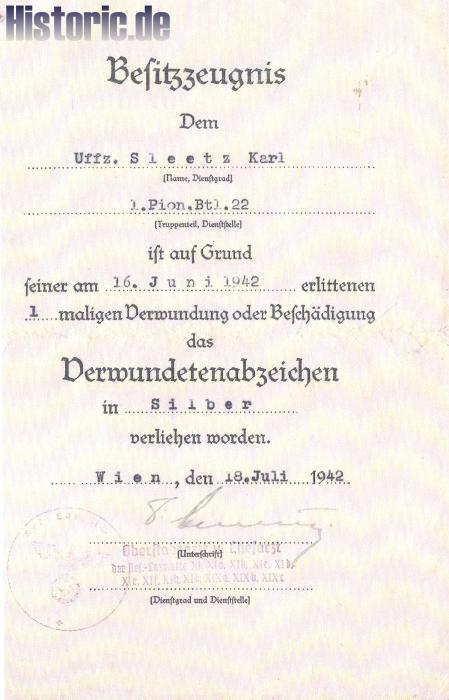 Historic.de
Besitzzeugnis
Dem
Uffz. Sleetz Karl
(Name, Dienstgrad)
1.Pion.Btl.22
(Truppenteil, Dienststelle)
ist auf Grund
seiner am 16. Juni 1942 erlittenen
1 maligen Verwundung oder Beschädigung
das
Verwundetenabzeichen
in Silber
verliehen worden.
Wien, den 18.Juli 1942
(Unterschrift)
(Dienstgrad und Dienststelle)